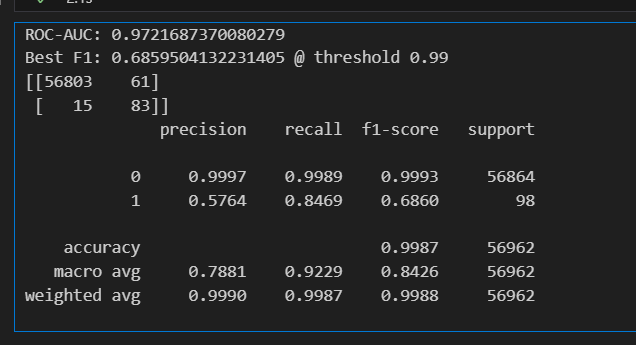 ROC-AUC: 0.9721687370080279
Best F1: 0.6859504132231405 @ threshold 0.99
[[56803    61]
 [   15    83]]
              precision    recall  f1-score   support

           0     0.9997    0.9989    0.9993     56864
           1     0.5764    0.8469    0.6860        98

    accuracy                         0.9987     56962
   macro avg     0.7881    0.9229    0.8426     56962
weighted avg     0.9990    0.9987    0.9988     56962